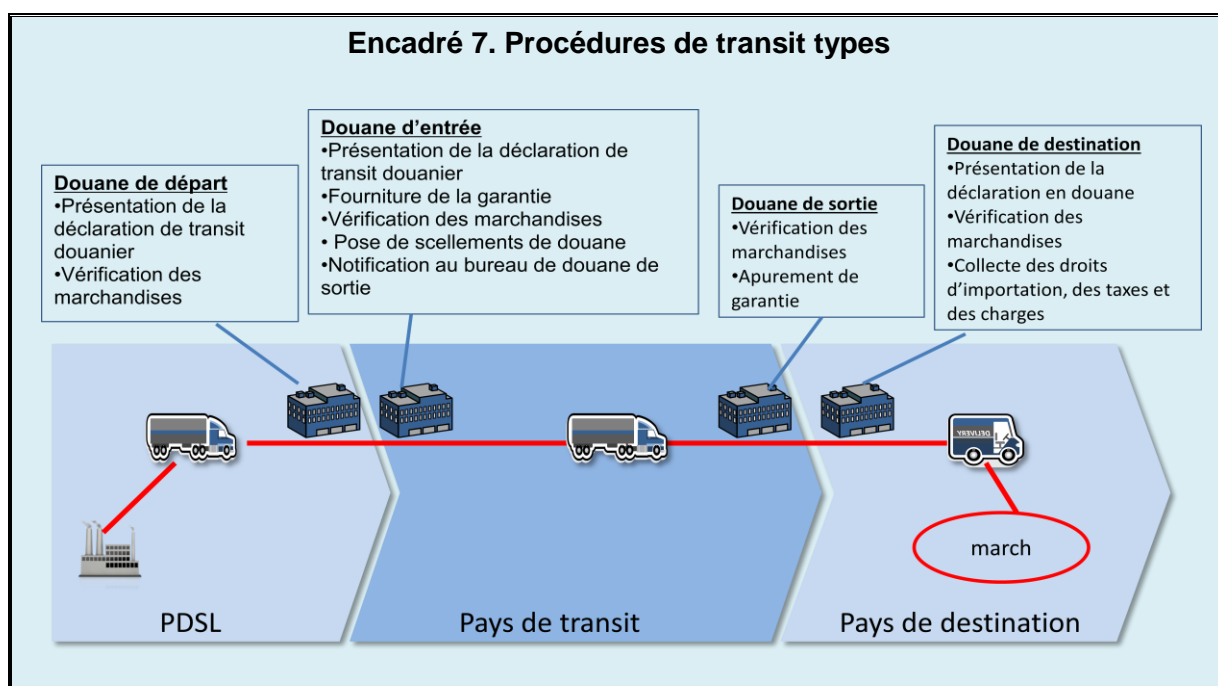 Encadré 7. Procédures de transit types
Douane de départ
•Présentation de la
déclaration de transit
douanier
•Vérification des
marchandises
Douane d'entrée
•Présentation de la déclaration de
transit douanier
•Fourniture de la garantie
•Vérification des marchandises
• Pose de scellements de douane
•Notification au bureau de douane de
sortie
Douane de sortie
•Vérification des
marchandises
•Apurement de
garantie
Douane de destination
•Présentation de la
déclaration en douane
•Vérification des
marchandises
•Collecte des droits
d'importation, des taxes et
des charges
DELIVERY
march
PDSL
Pays de transit
Pays de destination